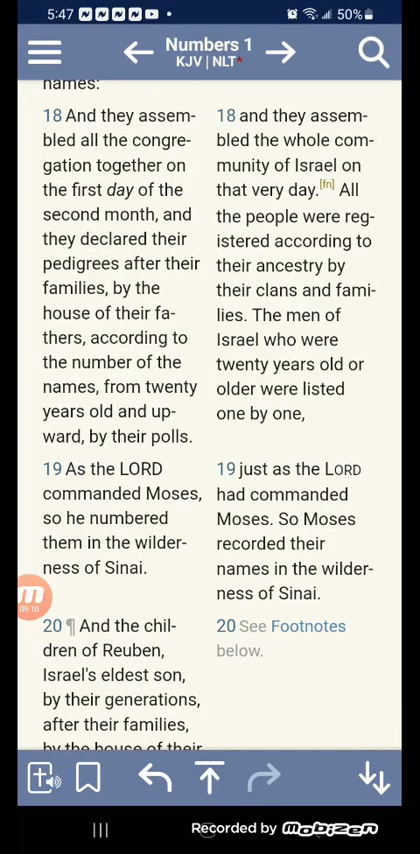 5:47
50%
Numbers 1
KJV | NLT*
names:
18 And they assem-
bled all the congre-
gation together on
the first day of the
second month, and
they declared their
pedigrees after their
families, by the
house of their fa-
thers, according to
the number of the
names, from twenty
years old and up-
ward, by their polls.
18 and they assem-
bled the whole com-
munity of Israel on
that very day.[fn] All
the people were reg-
istered according to
their ancestry by
their clans and fami-
lies. The men of
Israel who were
twenty years old or
older were listed
one by one,
19 As the LORD
commanded Moses,
so he numbered
them in the wilder-
ness of Sinai.
19 just as the LORD
had commanded
Moses. So Moses
recorded their
names in the wilder-
ness of Sinai.
09:10
20 ¶ And the chil-
dren of Reuben,
Israel's eldest son,
by their generations,
after their families,
by the house of their
20 See Footnotes
below.
Recorded by mobizen